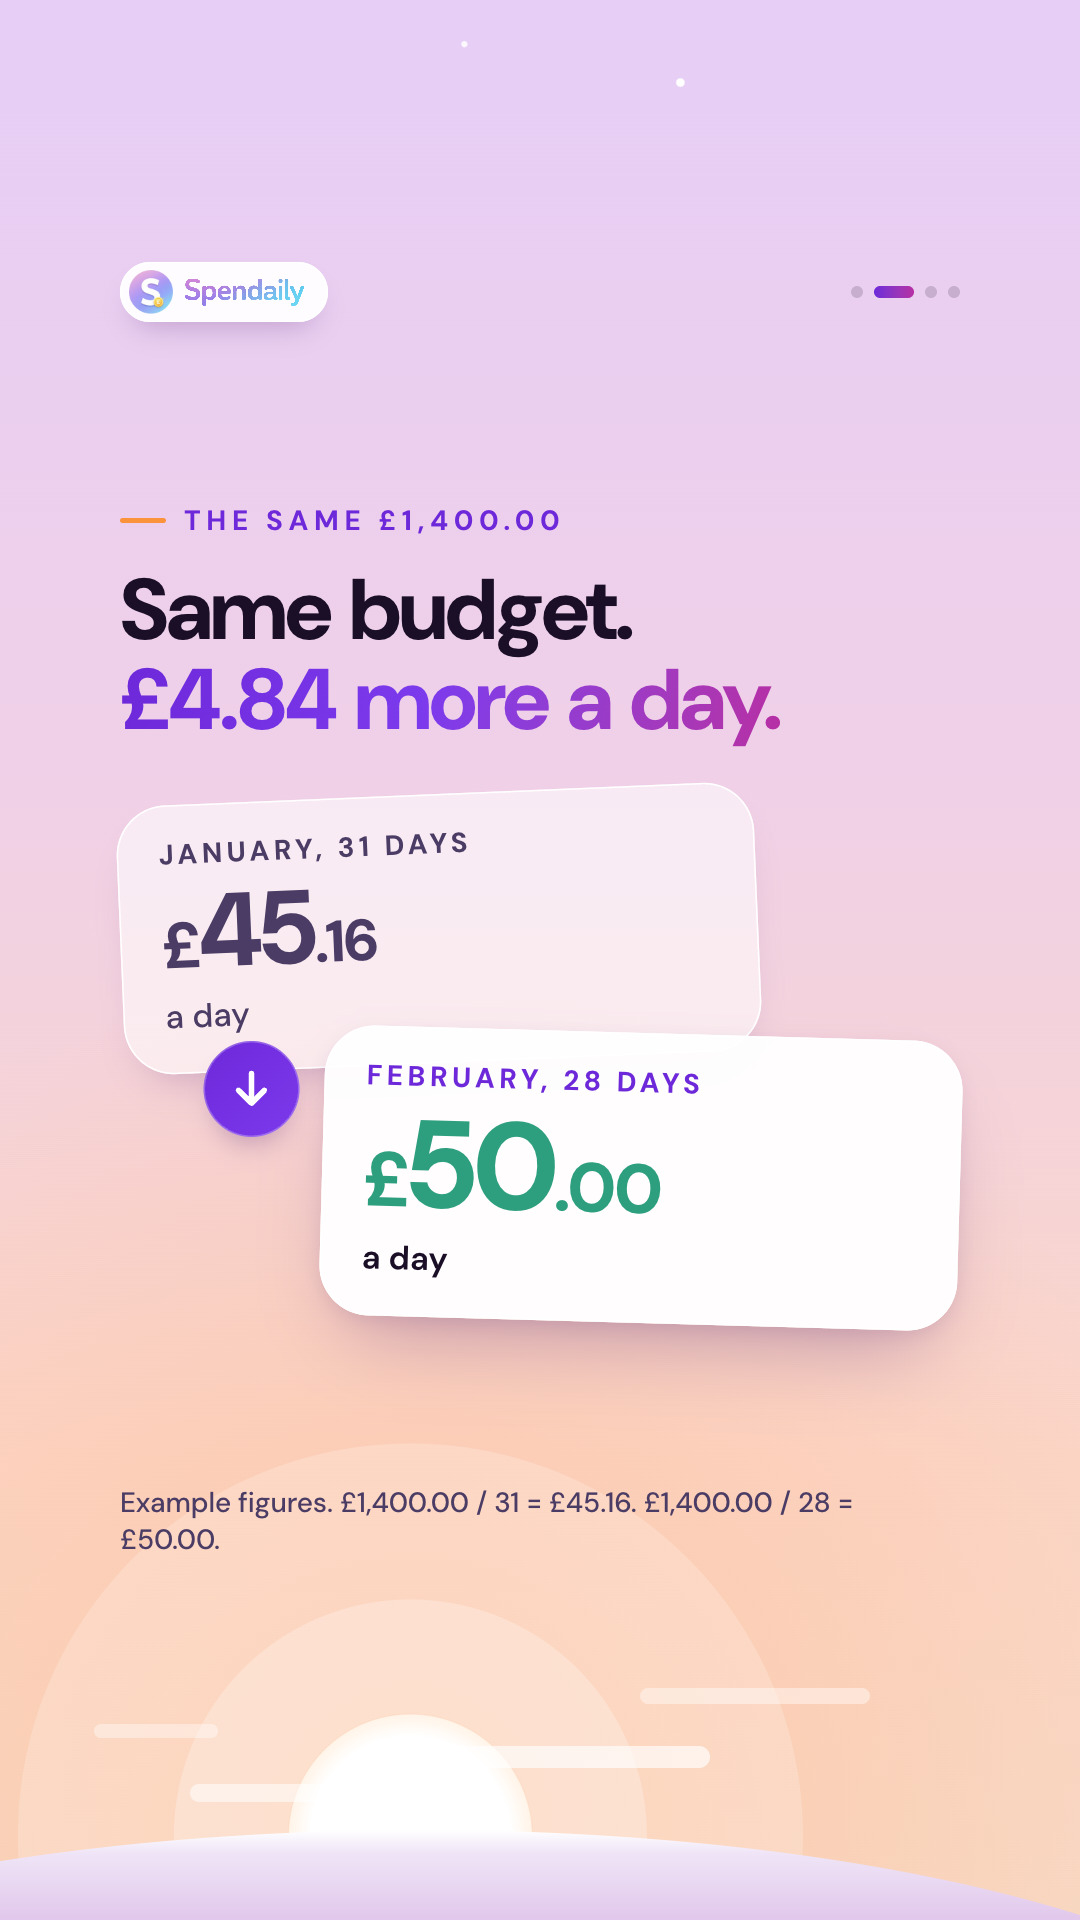 Spendaily
THE SAME £1,400.00
Same budget.
£4.84 more a day.
JANUARY, 31 DAYS
£45.16
a day
FEBRUARY, 28 DAYS
£50.00
a day
Example figures. £1,400.00 / 31 = £45.16. £1,400.00 / 28 =
£50.00.